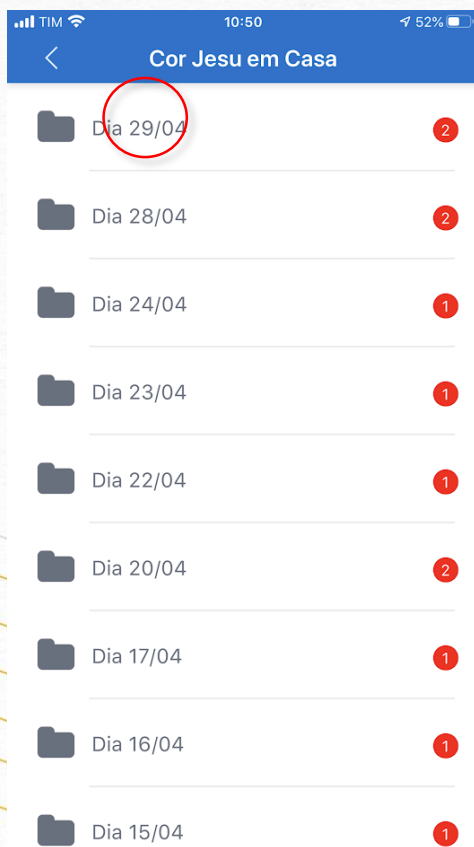 TIM 10:50 52%
Cor Jesu em Casa
Dia 29/04 2
Dia 28/04 2
Dia 24/04 1
Dia 23/04 1
Dia 22/04 1
Dia 20/04 2
Dia 17/04 1
Dia 16/04 1
Dia 15/04 1